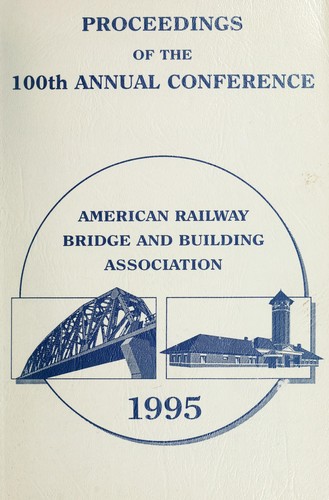 PROCEEDINGS
OF THE
100th ANNUAL CONFERENCE
AMERICAN RAILWAY
BRIDGE AND BUILDING
ASSOCIATION
1995